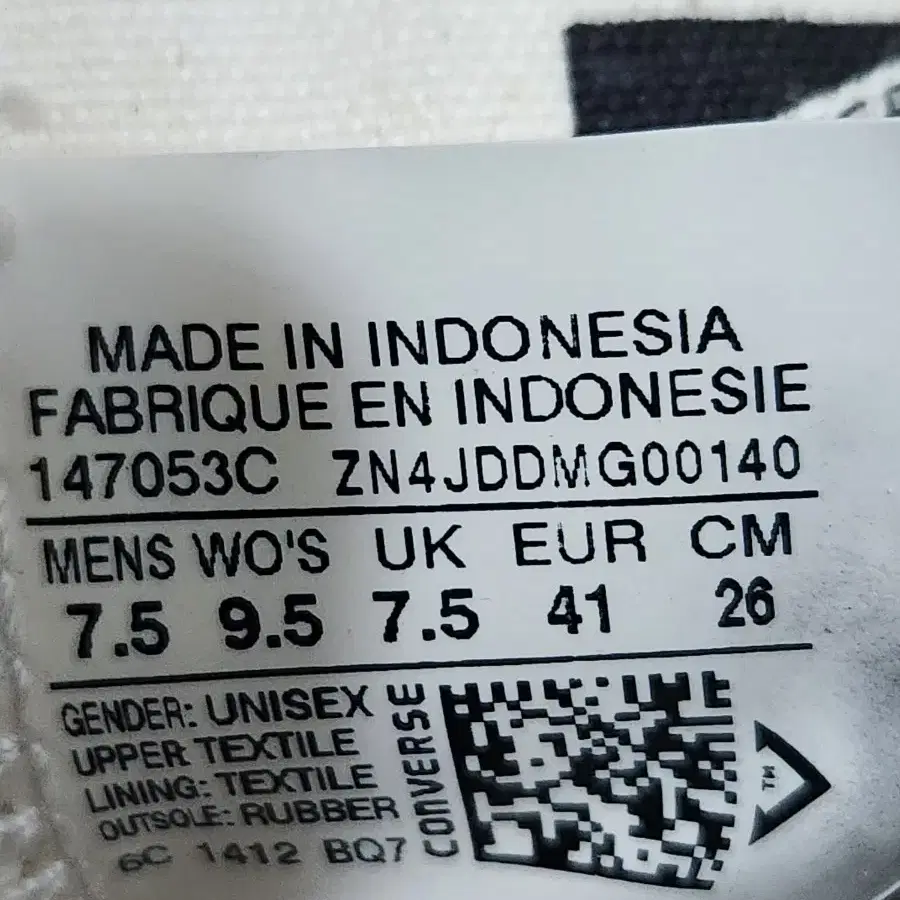 MADE IN INDONESIA
FABRIQUE EN INDONESIE
147053C ZN4JDDMG00140
MENS WO'S UK EUR CM
7.5 9.5 7.5 41 26
GENDER: UNISEX
UPPER TEXTILE
LINING: TEXTILE
OUTSOLE: RUBBER
6C 1412 BQ7
CONVERSE
TM